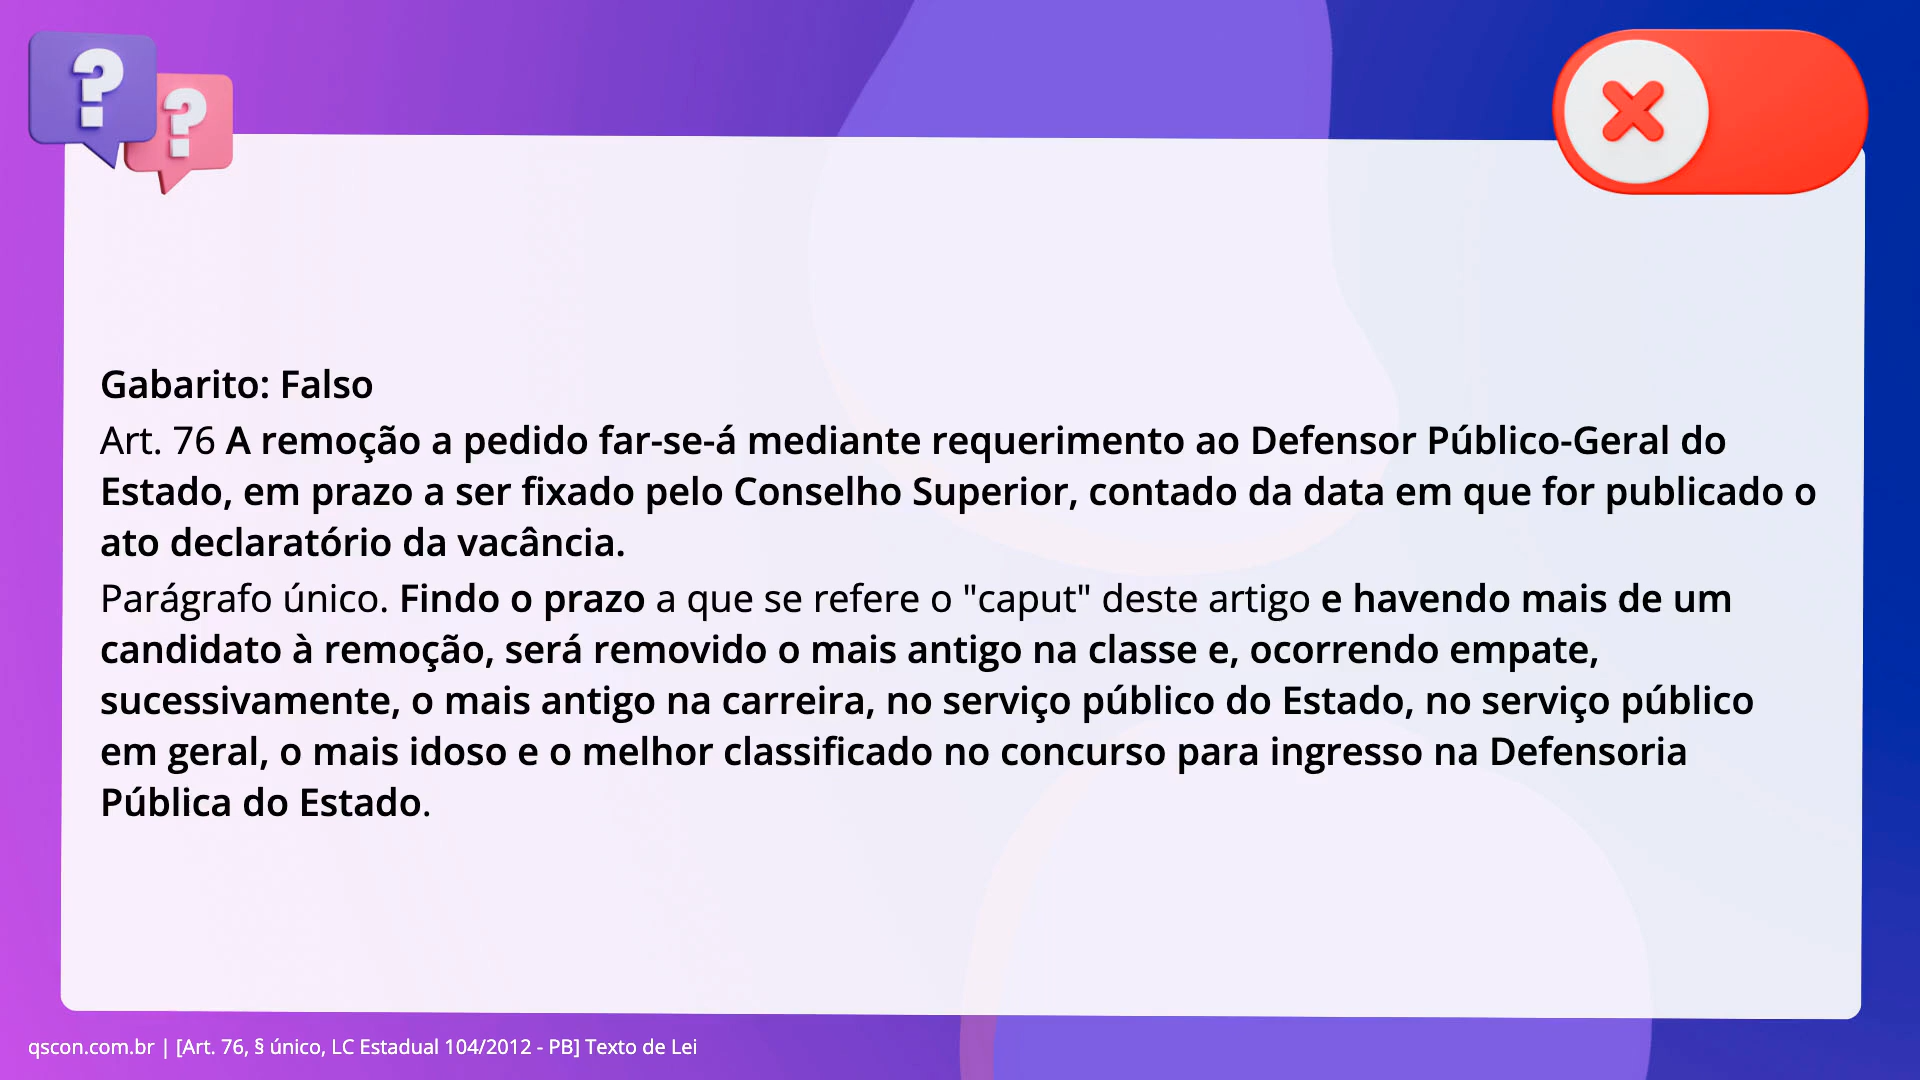 Gabarito: Falso
Art. 76 A remoção a pedido far-se-á mediante requerimento ao Defensor Público-Geral do
Estado, em prazo a ser fixado pelo Conselho Superior, contado da data em que for publicado o
ato declaratório da vacância.
Parágrafo único. Findo o prazo a que se refere o "caput" deste artigo e havendo mais de um
candidato à remoção, será removido o mais antigo na classe e, ocorrendo empate,
sucessivamente, o mais antigo na carreira, no serviço público do Estado, no serviço público
em geral, o mais idoso e o melhor classificado no concurso para ingresso na Defensoria
Pública do Estado.
qscon.com.br | [Art. 76, § único, LC Estadual 104/2012 - PB] Texto de Lei